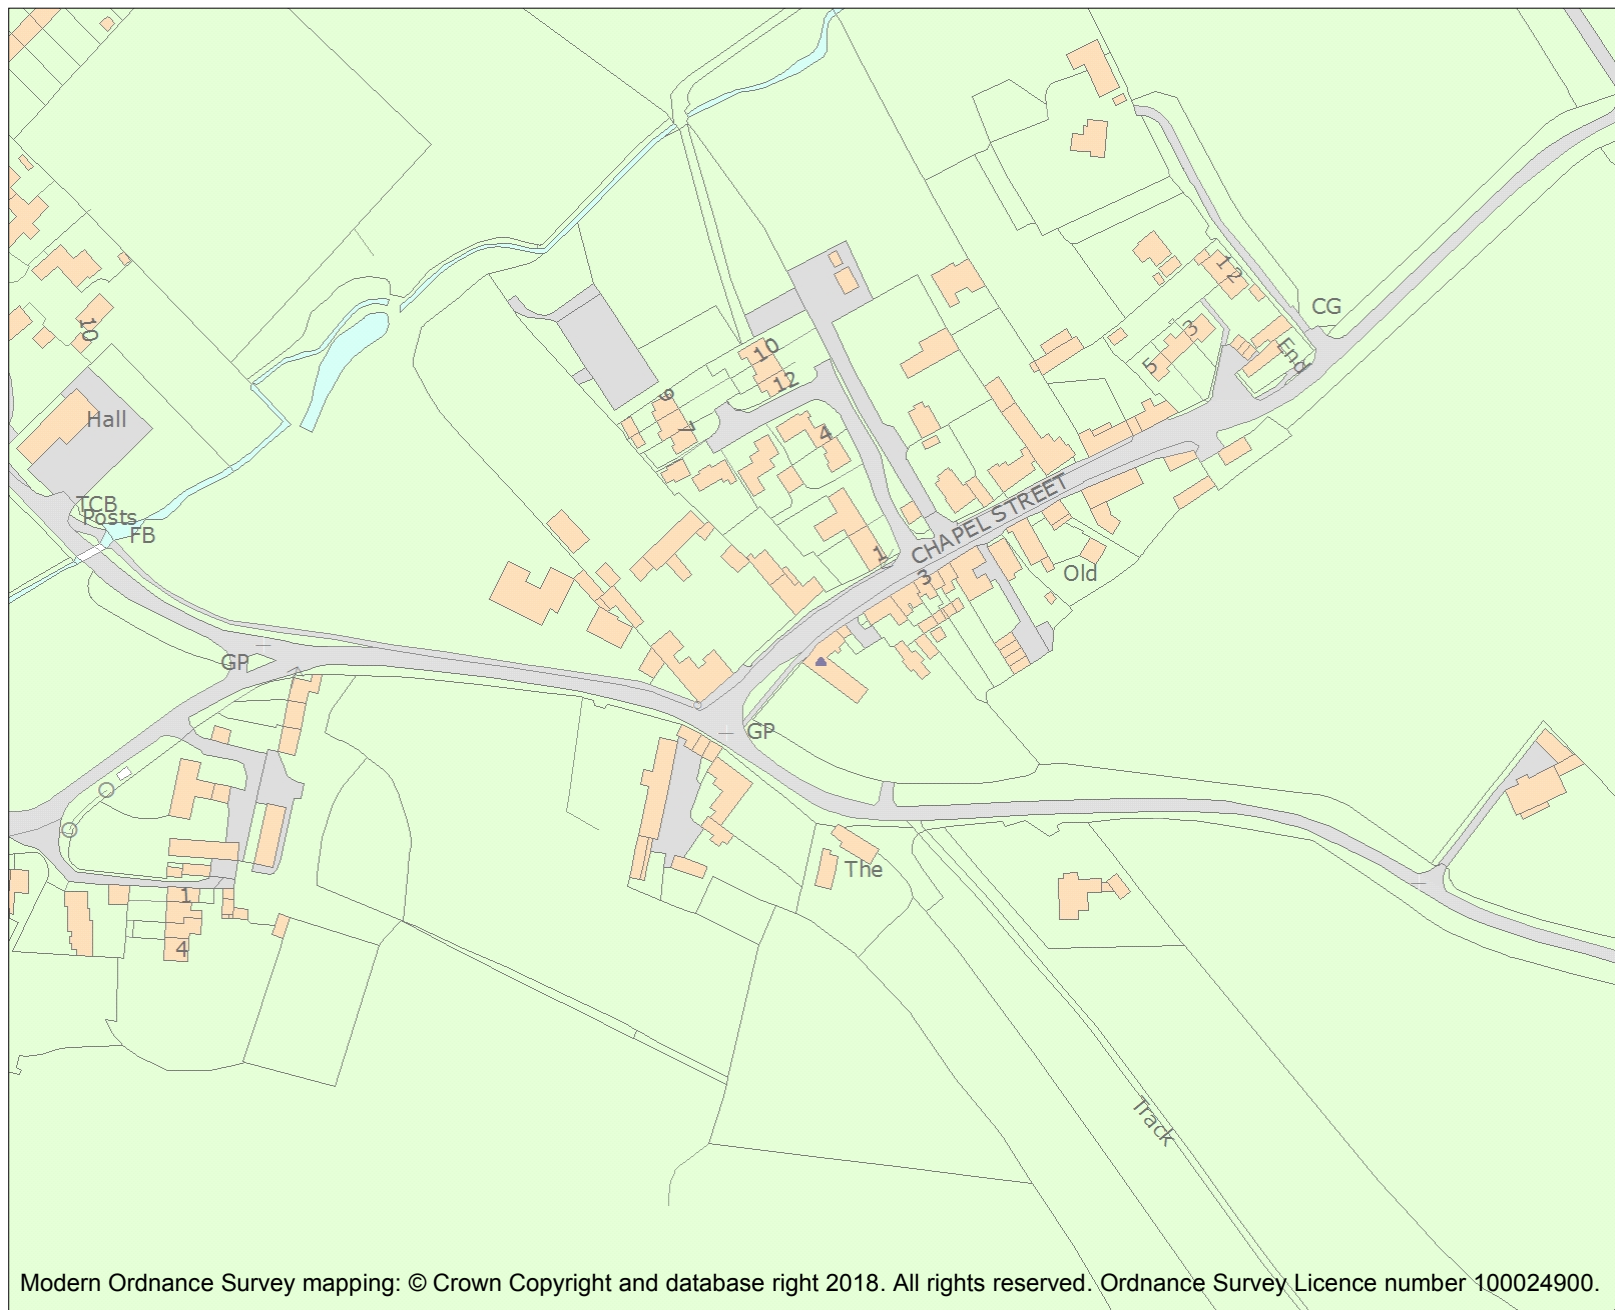 12
CG
10
3
End
5
10
12
9
7
Hall
4
TCB
Posts
FB
CHAPEL STREET
1
3
Old
GP
GP
The
1
4
Track
Modern Ordnance Survey mapping: © Crown Copyright and database right 2018. All rights reserved. Ordnance Survey Licence number 100024900.